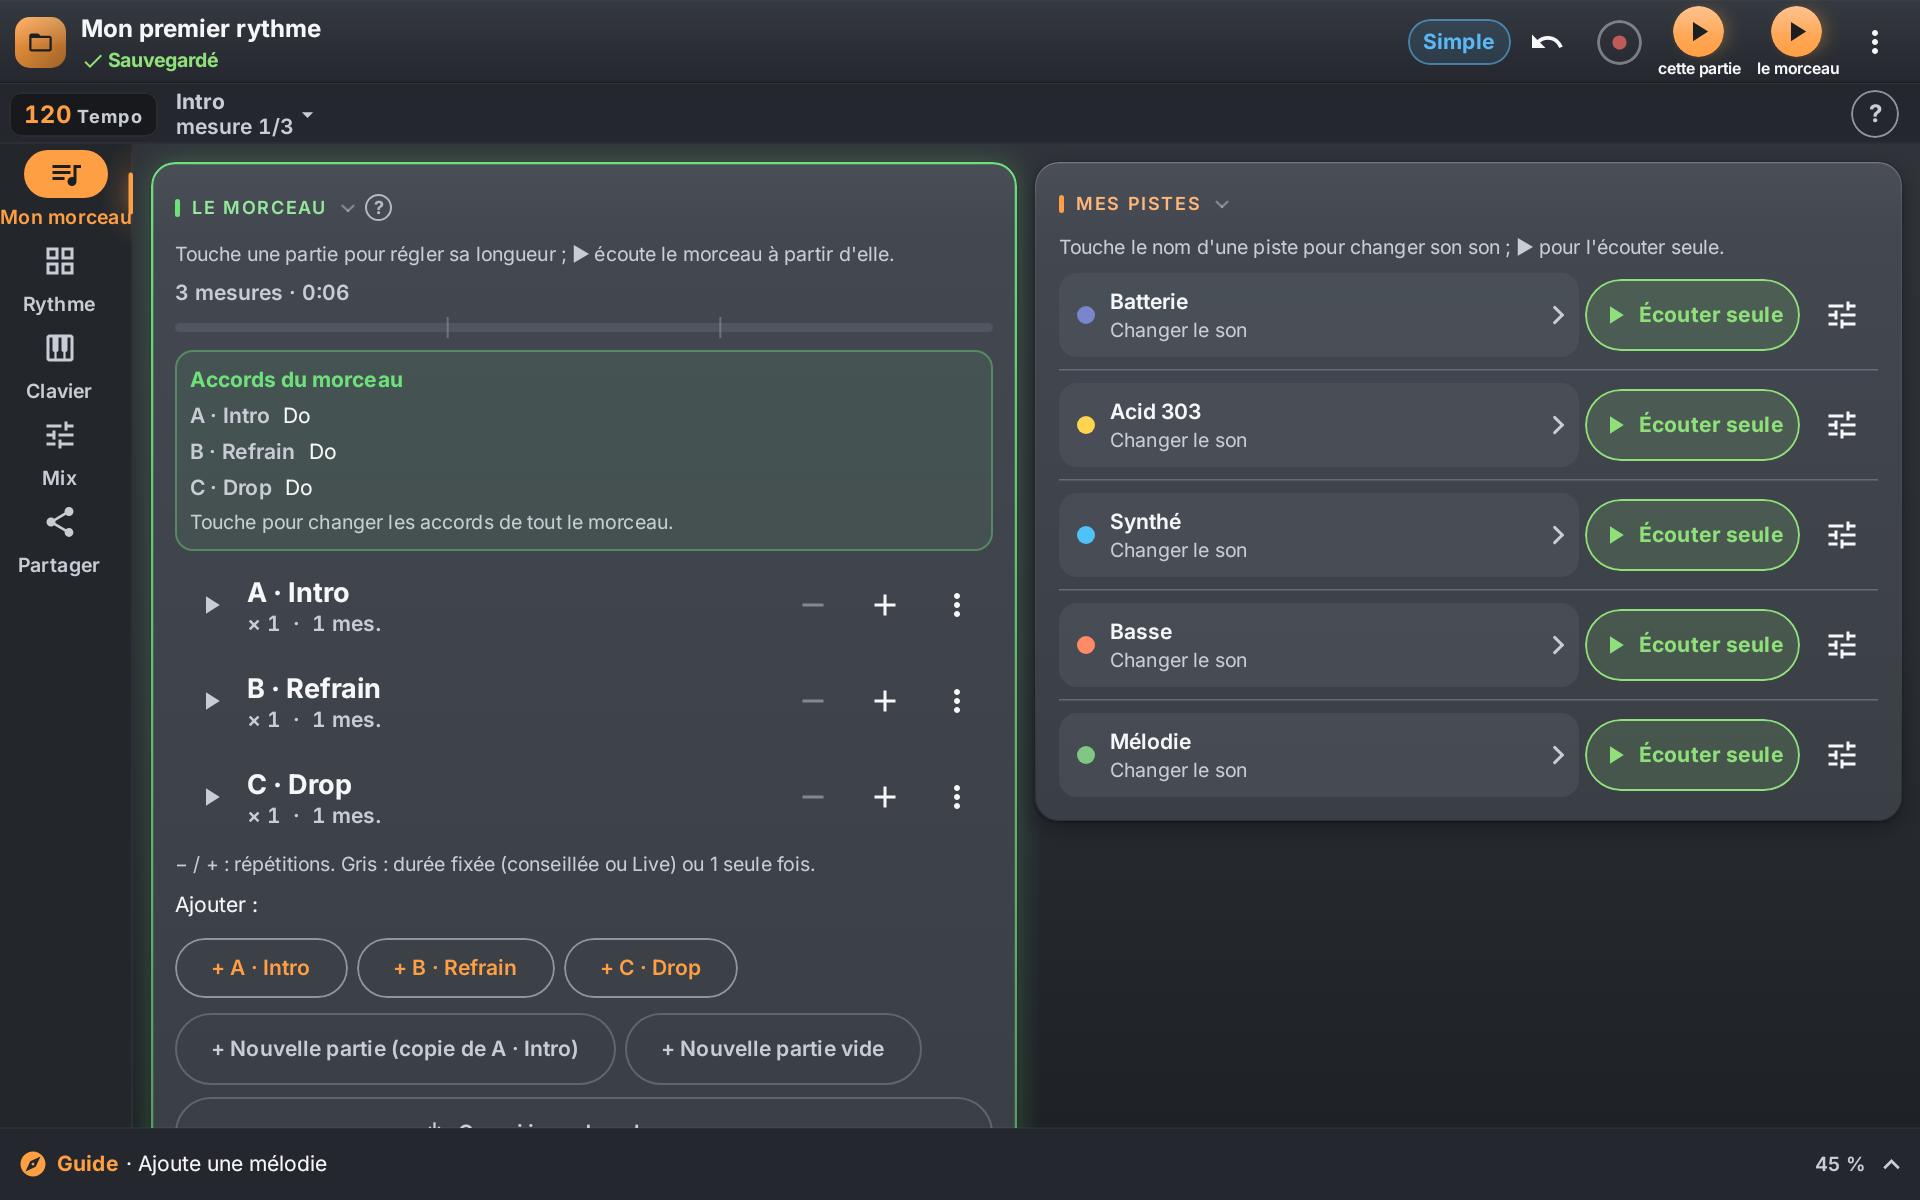 Mon premier rythme
Sauvegardé
Simple
cette partie
le morceau
120 Tempo
Intro
mesure 1/3
?
Mon morceau
Rythme
Clavier
Mix
Partager
LE MORCEAU ?
Touche une partie pour régler sa longueur ; ▶ écoute le morceau à partir d'elle.
3 mesures · 0:06
Accords du morceau
A · Intro Do
B · Refrain Do
C · Drop Do
Touche pour changer les accords de tout le morceau.
A · Intro
× 1 · 1 mes.
B · Refrain
× 1 · 1 mes.
C · Drop
× 1 · 1 mes.
− / + : répétitions. Gris : durée fixée (conseillée ou Live) ou 1 seule fois.
Ajouter :
+ A · Intro
+ B · Refrain
+ C · Drop
+ Nouvelle partie (copie de A · Intro)
+ Nouvelle partie vide
MES PISTES
Touche le nom d'une piste pour changer son son ; ▶ pour l'écouter seule.
Batterie
Changer le son
Écouter seule
Acid 303
Changer le son
Écouter seule
Synthé
Changer le son
Écouter seule
Basse
Changer le son
Écouter seule
Mélodie
Changer le son
Écouter seule
Guide · Ajoute une mélodie
45 %